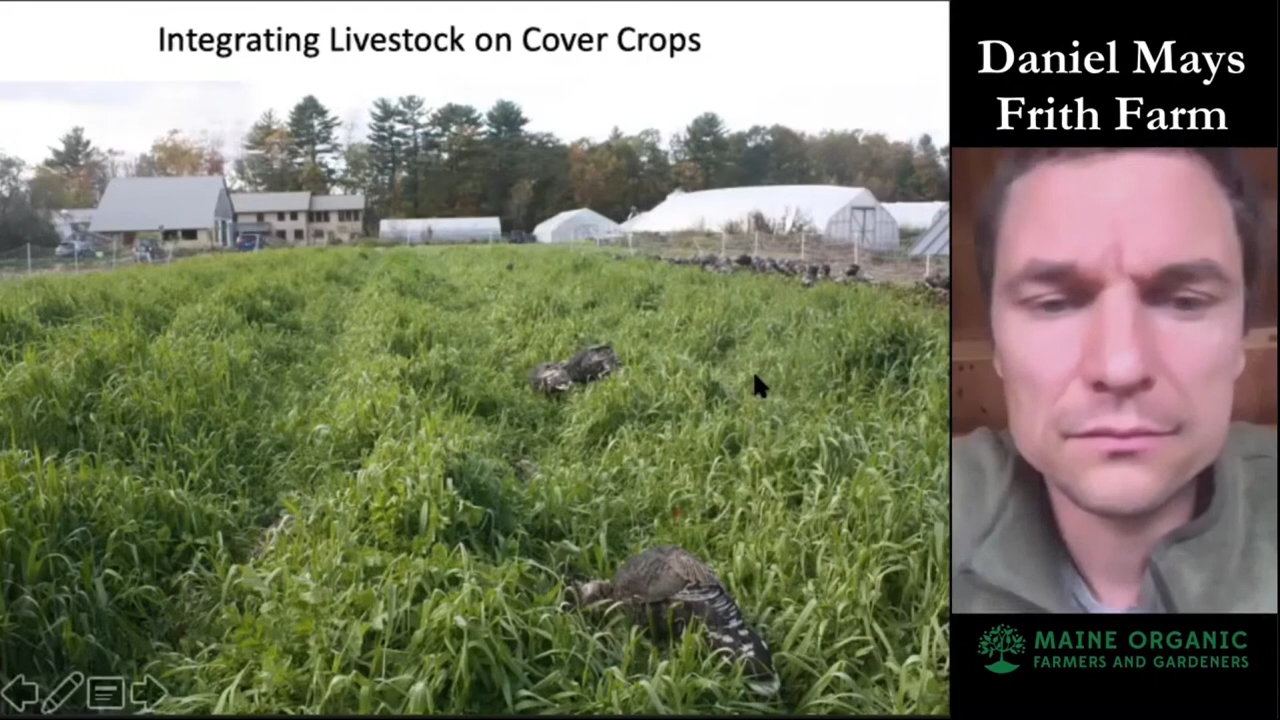 Integrating Livestock on Cover Crops
Daniel Mays
Frith Farm
MAINE ORGANIC
FARMERS AND GARDENERS